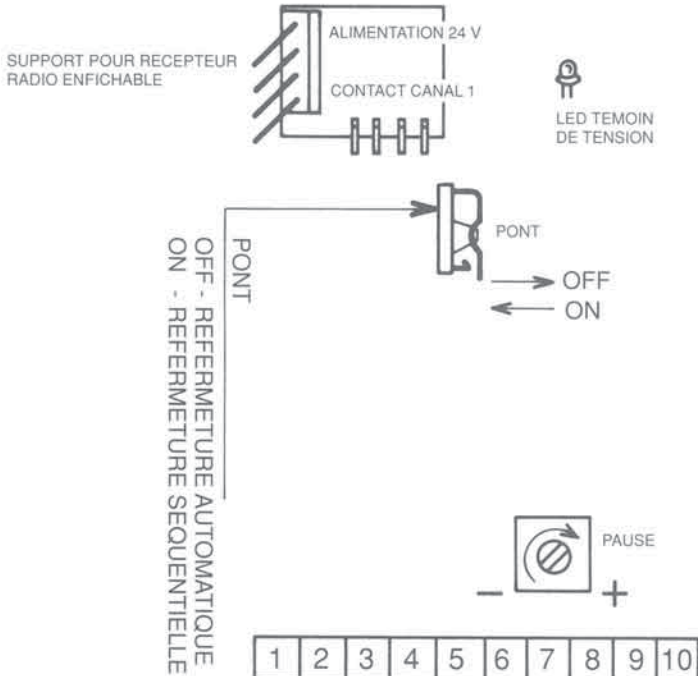 ALIMENTATION 24 V
SUPPORT POUR RECEPTEUR
RADIO ENFICHABLE
CONTACT CANAL 1
LED TEMOIN
DE TENSION
PONT
OFF
ON
PONT
OFF - REFERMETURE AUTOMATIQUE
ON - REFERMETURE SEQUENTIELLE
PAUSE
– +
1 2 3 4 5 6 7 8 9 10